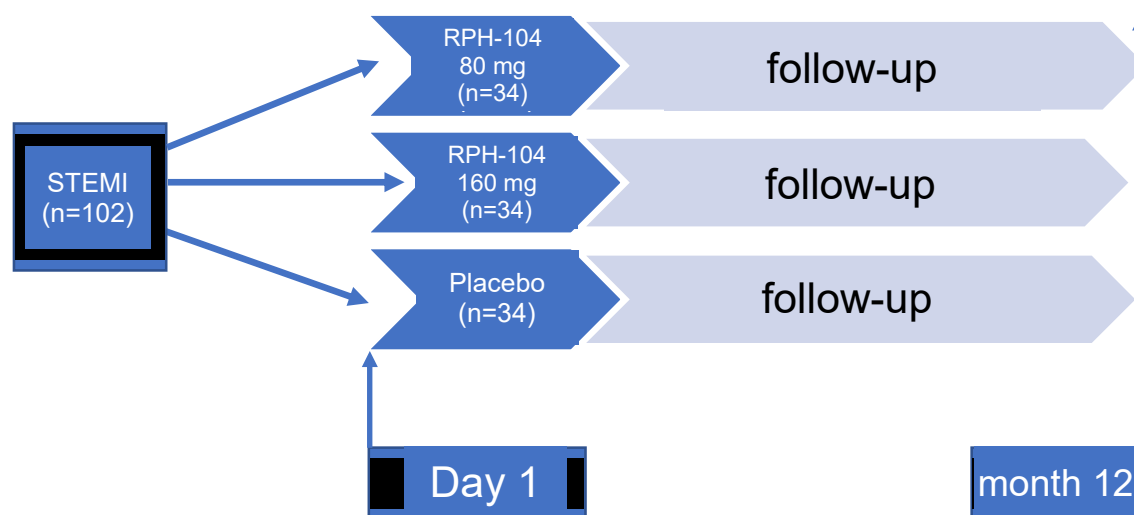 RPH-104
80 mg
(n=34)
follow-up
STEMI
(n=102)
RPH-104
160 mg
(n=34)
follow-up
Placebo
(n=34)
follow-up
Day 1
month 12